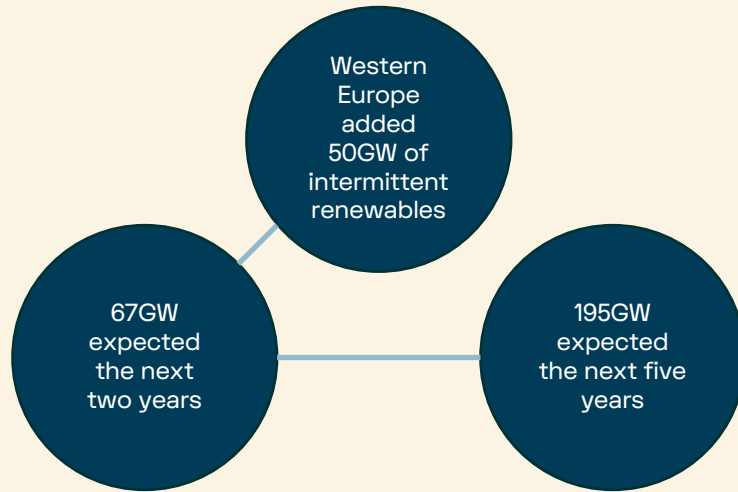 Western
Europe
added
50GW of
intermittent
renewables
67GW
expected
the next
two years
195GW
expected
the next five
years